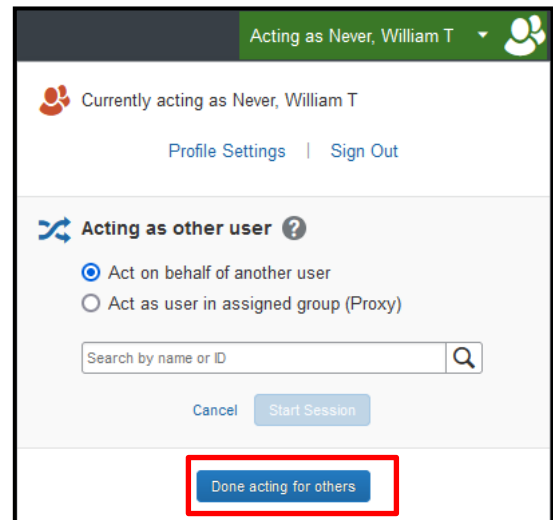 Acting as Never, William T
Currently acting as Never, William T
Profile Settings | Sign Out
Acting as other user ?
Act on behalf of another user
Act as user in assigned group (Proxy)
Search by name or ID
Cancel Start Session
Done acting for others